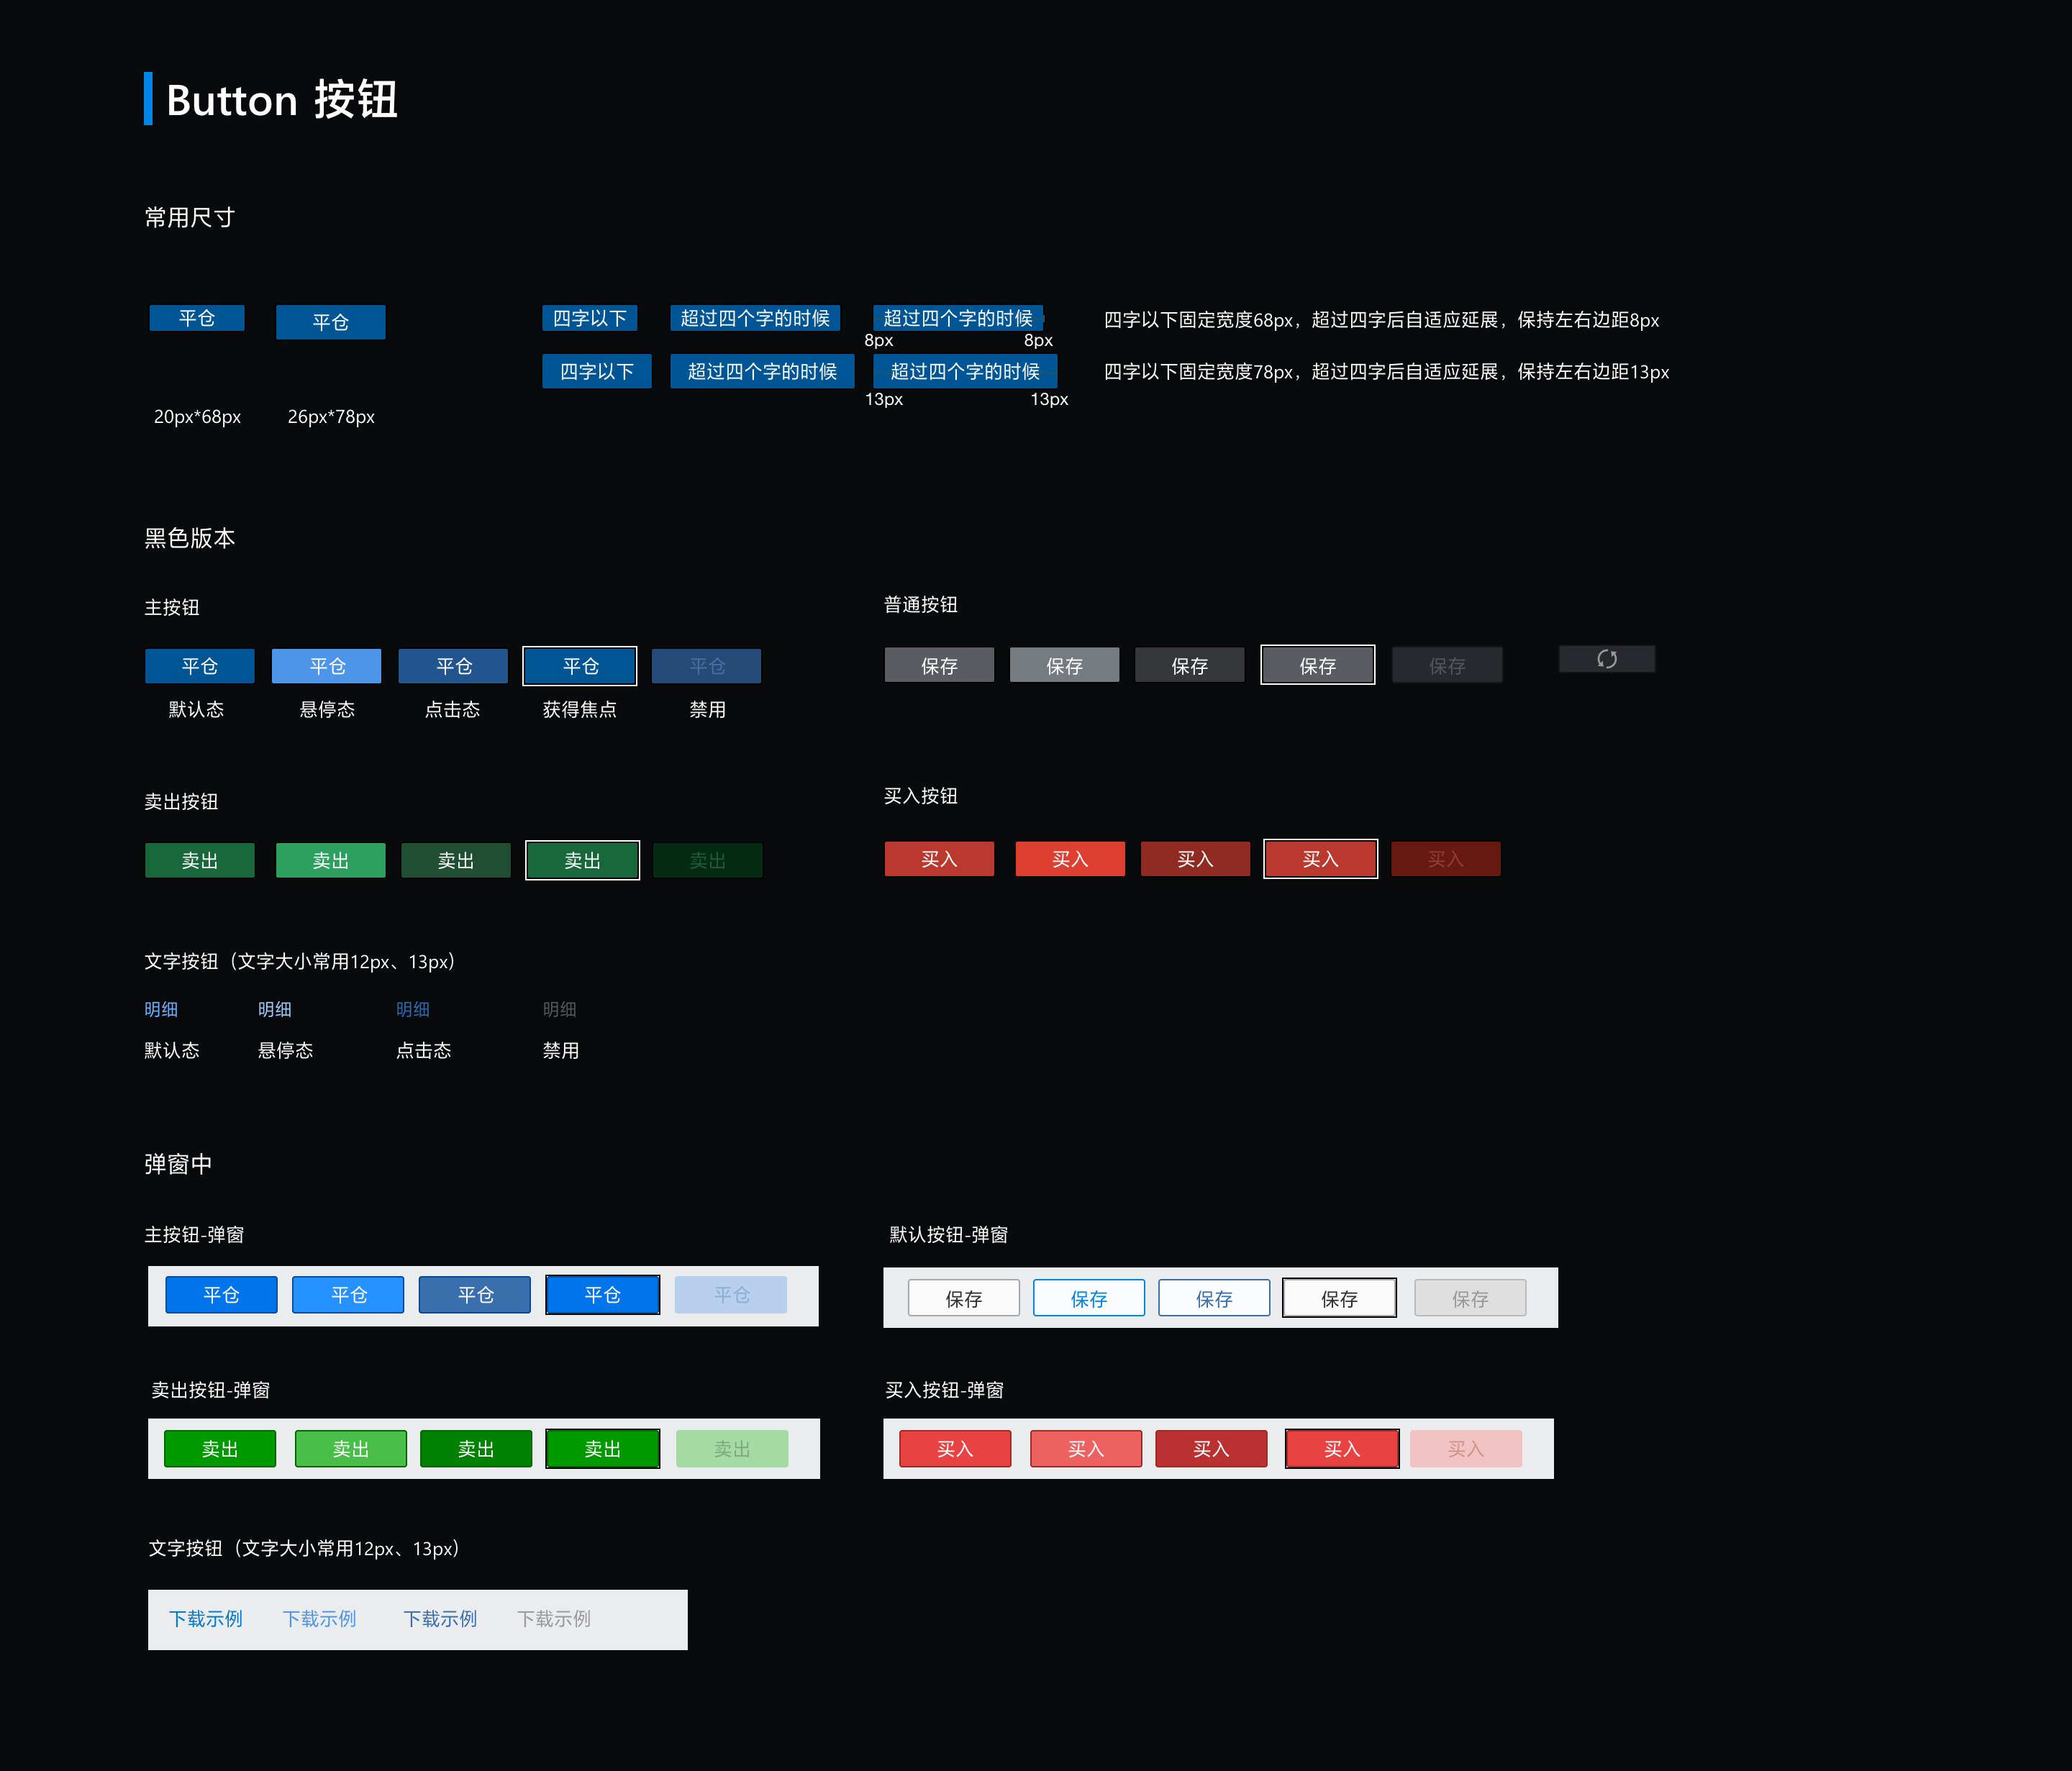 Button 按钮
常用尺寸
平仓 平仓 四字以下 超过四个字的时候 超过四个字的时候 四字以下固定宽度68px，超过四字后自适应延展，保持左右边距8px
8px 8px
四字以下 超过四个字的时候 超过四个字的时候 四字以下固定宽度78px，超过四字后自适应延展，保持左右边距13px
13px 13px
20px*68px 26px*78px
黑色版本
主按钮 普通按钮
平仓 平仓 平仓 平仓 平仓 保存 保存 保存 保存 保存
默认态 悬停态 点击态 获得焦点 禁用
卖出按钮 买入按钮
卖出 卖出 卖出 卖出 卖出 买入 买入 买入 买入 买入
文字按钮（文字大小常用12px、13px）
明细 明细 明细 明细
默认态 悬停态 点击态 禁用
弹窗中
主按钮-弹窗 默认按钮-弹窗
平仓 平仓 平仓 平仓 平仓 保存 保存 保存 保存 保存
卖出按钮-弹窗 买入按钮-弹窗
卖出 卖出 卖出 卖出 卖出 买入 买入 买入 买入 买入
文字按钮（文字大小常用12px、13px）
下载示例 下载示例 下载示例 下载示例